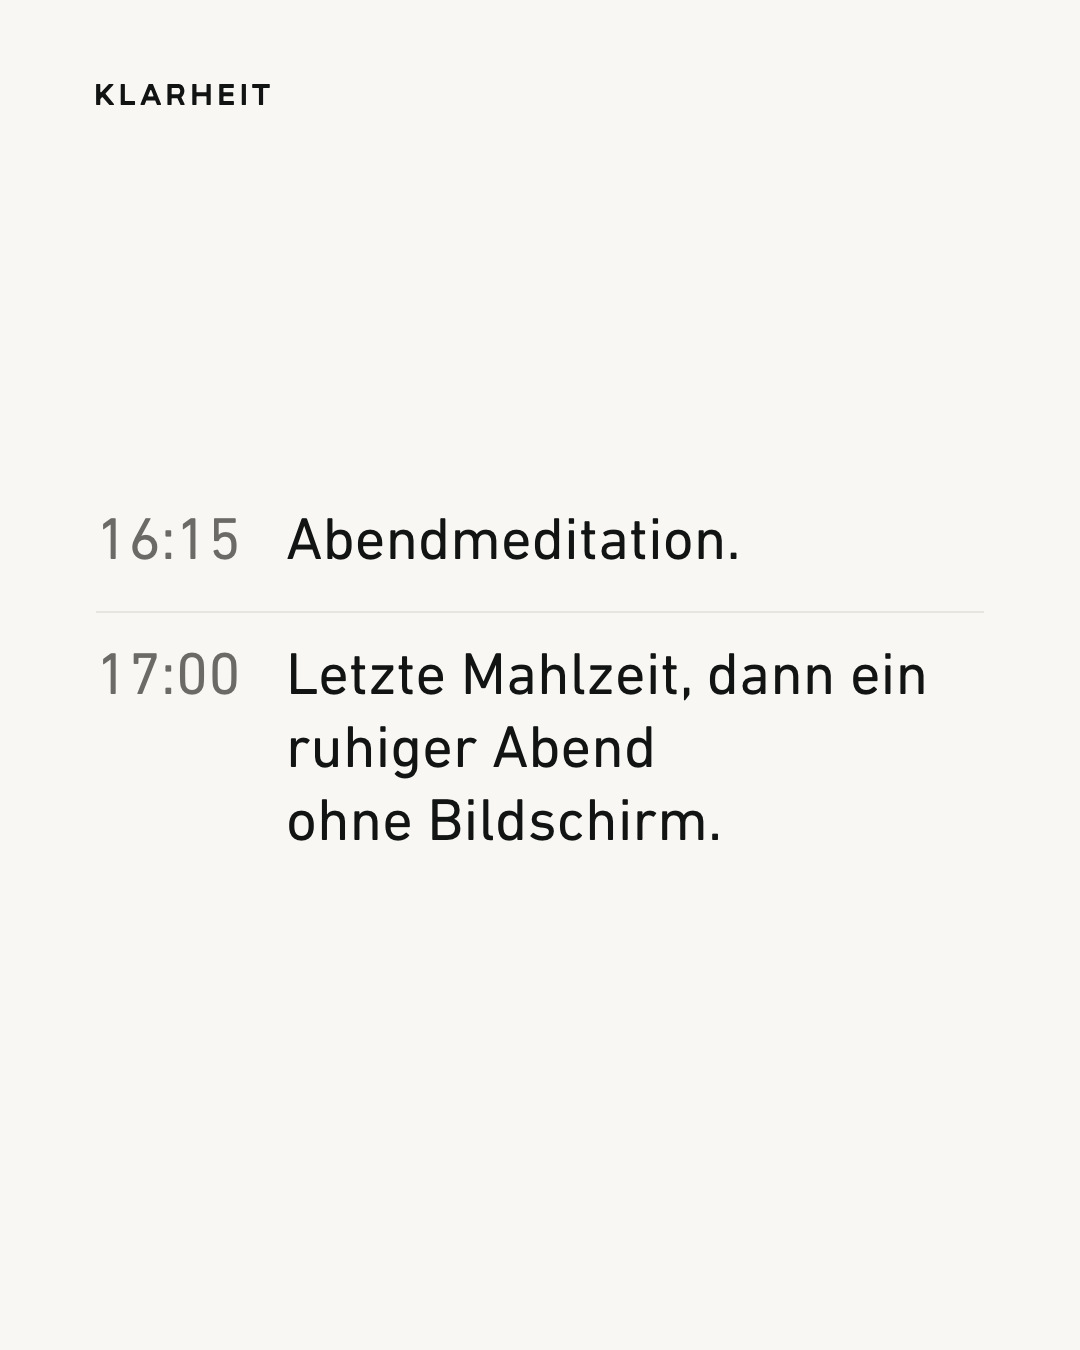 KLARHEIT
16:15 Abendmeditation.
17:00 Letzte Mahlzeit, dann ein
ruhiger Abend
ohne Bildschirm.